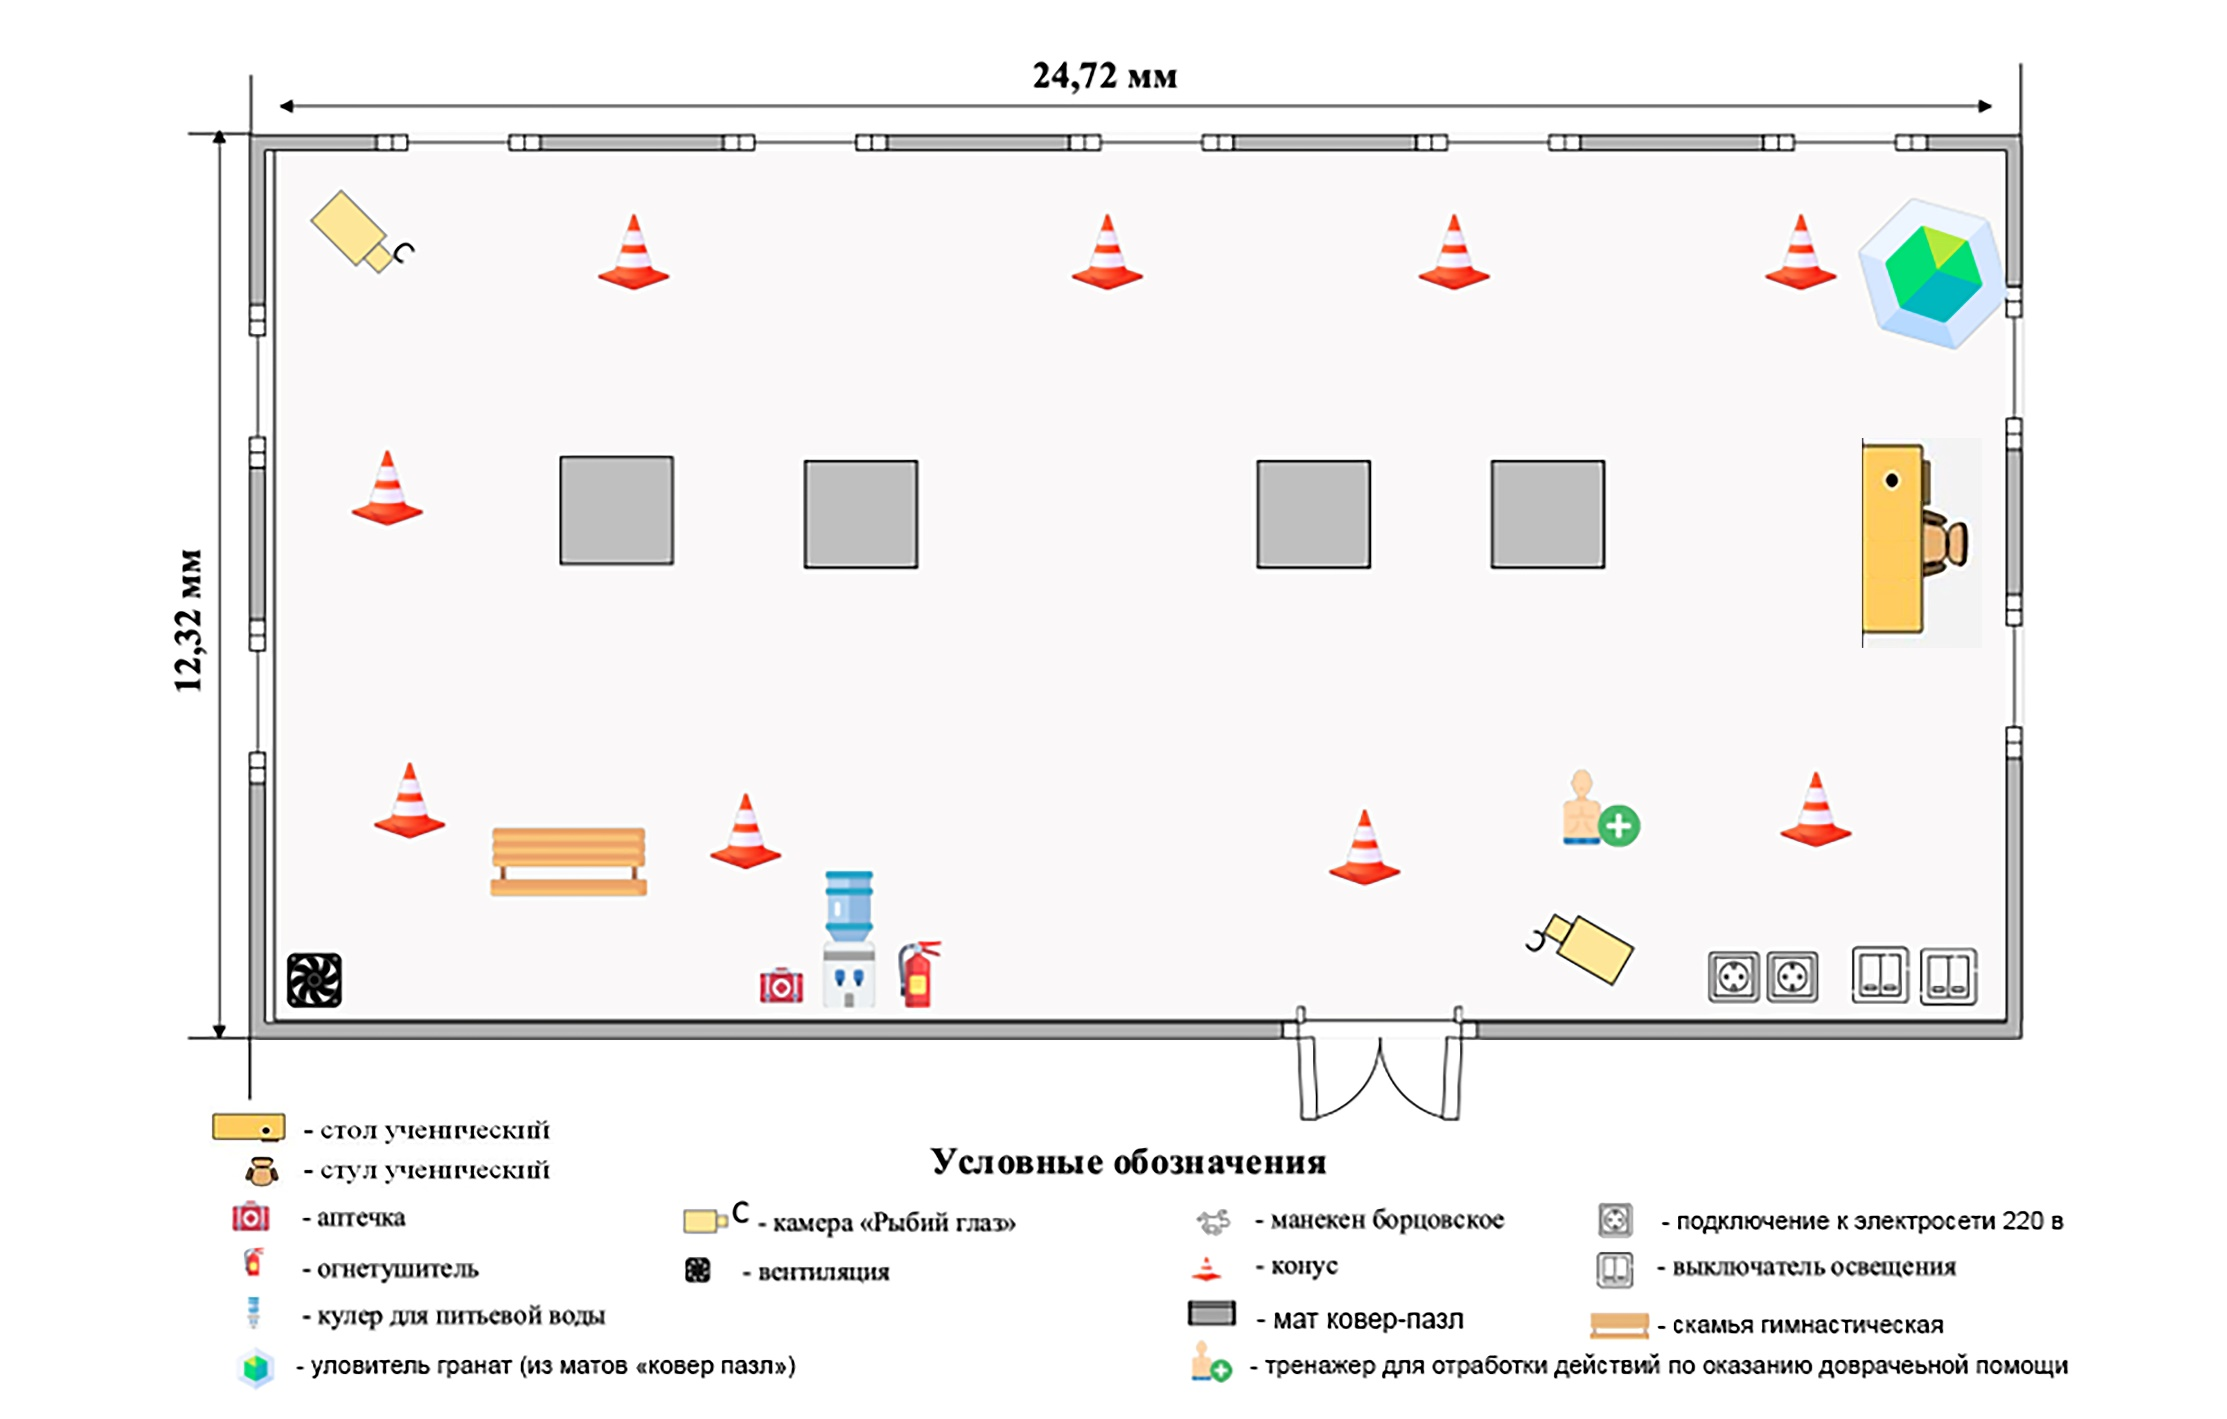 24,72 мм
12,32 мм
- стол ученический
- стул ученический
Условные обозначения
- аптечка
- огнетушитель
- кулер для питьевой воды
- уловитель гранат (из матов «ковер пазл»)
С - камера «Рыбий глаз»
- вентиляция
- манекен борцовское
- конус
- мат ковер-пазл
- тренажер для отработки действий по оказанию доврачеьной помощи
- подключение к электросети 220 в
- выключатель освещения
- скамья гимнастическая
С
С